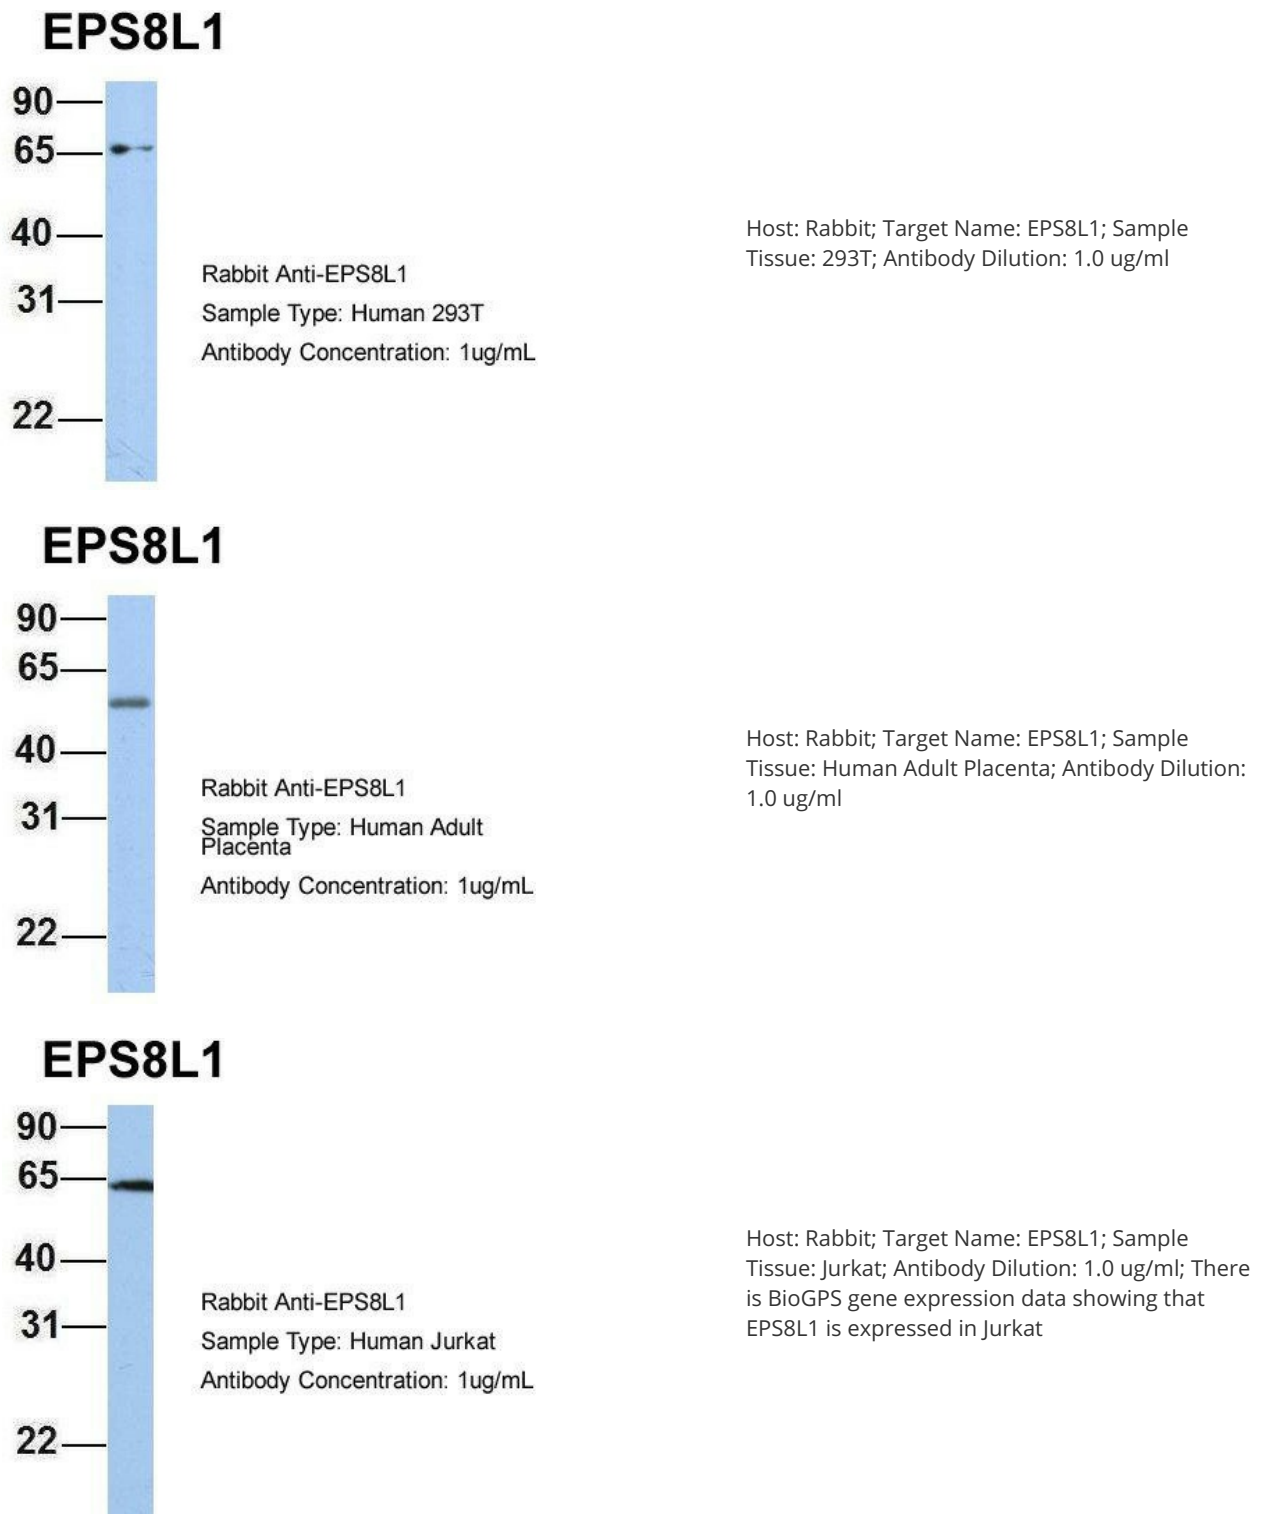 EPS8L1
90
65
40
31
22
Rabbit Anti-EPS8L1
Sample Type: Human 293T
Antibody Concentration: 1ug/mL
Host: Rabbit; Target Name: EPS8L1; Sample
Tissue: 293T; Antibody Dilution: 1.0 ug/ml
EPS8L1
90
65
40
31
22
Rabbit Anti-EPS8L1
Sample Type: Human Adult
Placenta
Antibody Concentration: 1ug/mL
Host: Rabbit; Target Name: EPS8L1; Sample
Tissue: Human Adult Placenta; Antibody Dilution:
1.0 ug/ml
EPS8L1
90
65
40
31
22
Rabbit Anti-EPS8L1
Sample Type: Human Jurkat
Antibody Concentration: 1ug/mL
Host: Rabbit; Target Name: EPS8L1; Sample
Tissue: Jurkat; Antibody Dilution: 1.0 ug/ml; There
is BioGPS gene expression data showing that
EPS8L1 is expressed in Jurkat